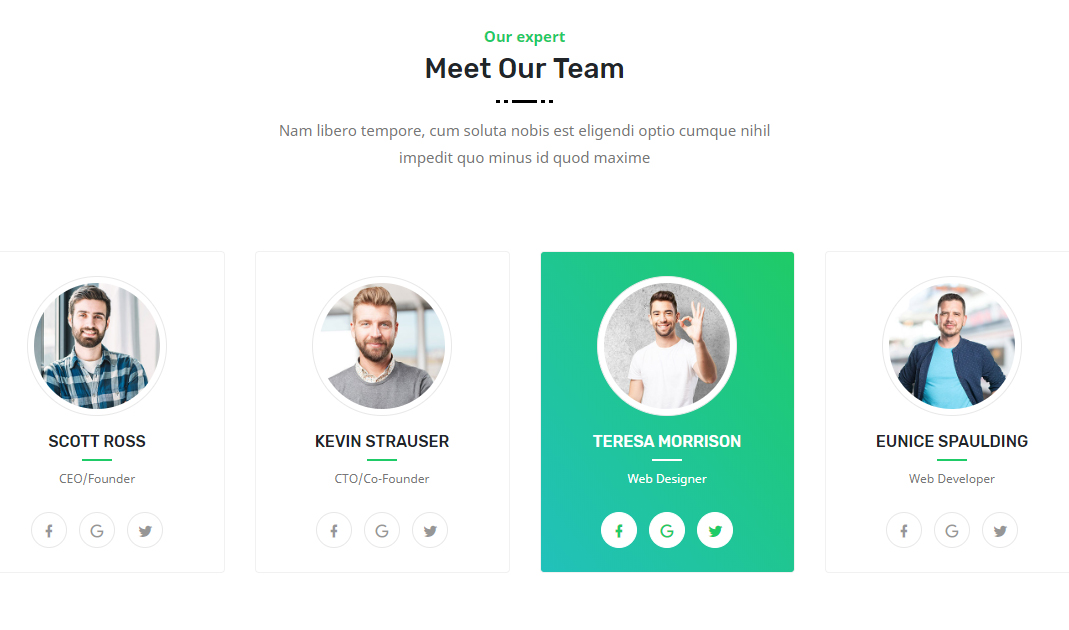 Our expert
Meet Our Team
Nam libero tempore, cum soluta nobis est eligendi optio cumque nihil
impedit quo minus id quod maxime
SCOTT ROSS
CEO/Founder
KEVIN STRAUSER
CTO/Co-Founder
TERESA MORRISON
Web Designer
EUNICE SPAULDING
Web Developer